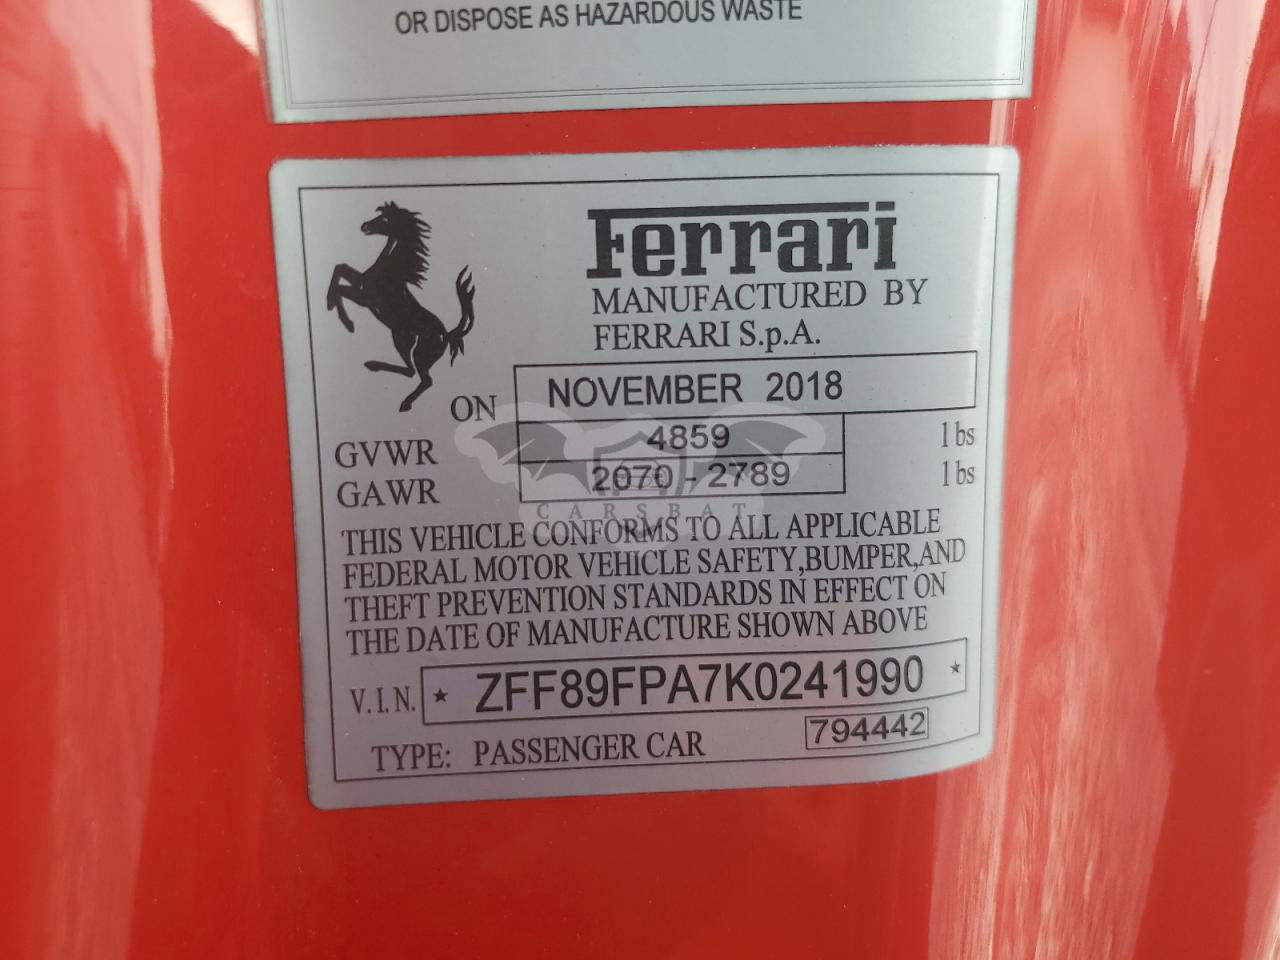 OR DISPOSE AS HAZARDOUS WASTE
Ferrari
MANUFACTURED BY
FERRARI S.p.A.
ON NOVEMBER 2018
GVWR 4859 lbs
GAWR 2070 - 2789 lbs
CARSBAT
THIS VEHICLE CONFORMS TO ALL APPLICABLE
FEDERAL MOTOR VEHICLE SAFETY,BUMPER,AND
THEFT PREVENTION STANDARDS IN EFFECT ON
THE DATE OF MANUFACTURE SHOWN ABOVE
V.I.N. * ZFF89FPA7K0241990 *
TYPE: PASSENGER CAR 794442